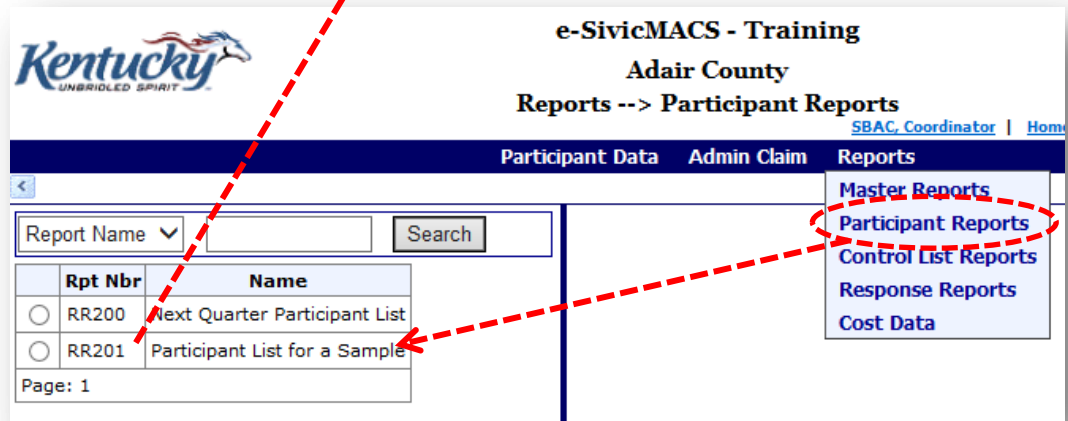 Kentucky
UNBRIDLED SPIRIT
e-SivicMACS - Training
Adair County
Reports --> Participant Reports
SBAC, Coordinator | Home
Participant Data Admin Claim Reports
Master Reports
Participant Reports
Control List Reports
Response Reports
Cost Data
<
Report Name Search
Rpt Nbr Name
RR200 Next Quarter Participant List
RR201 Participant List for a Sample
Page: 1